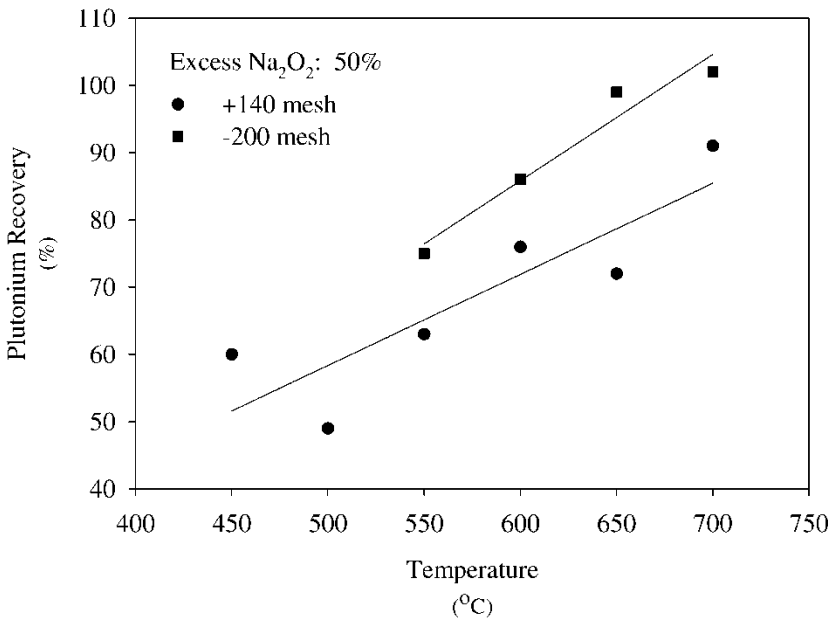 Plutonium Recovery
(%)
110
100
90
80
70
60
50
40
Excess Na₂O₂: 50%
+140 mesh
-200 mesh
400 450 500 550 600 650 700 750
Temperature
(°C)